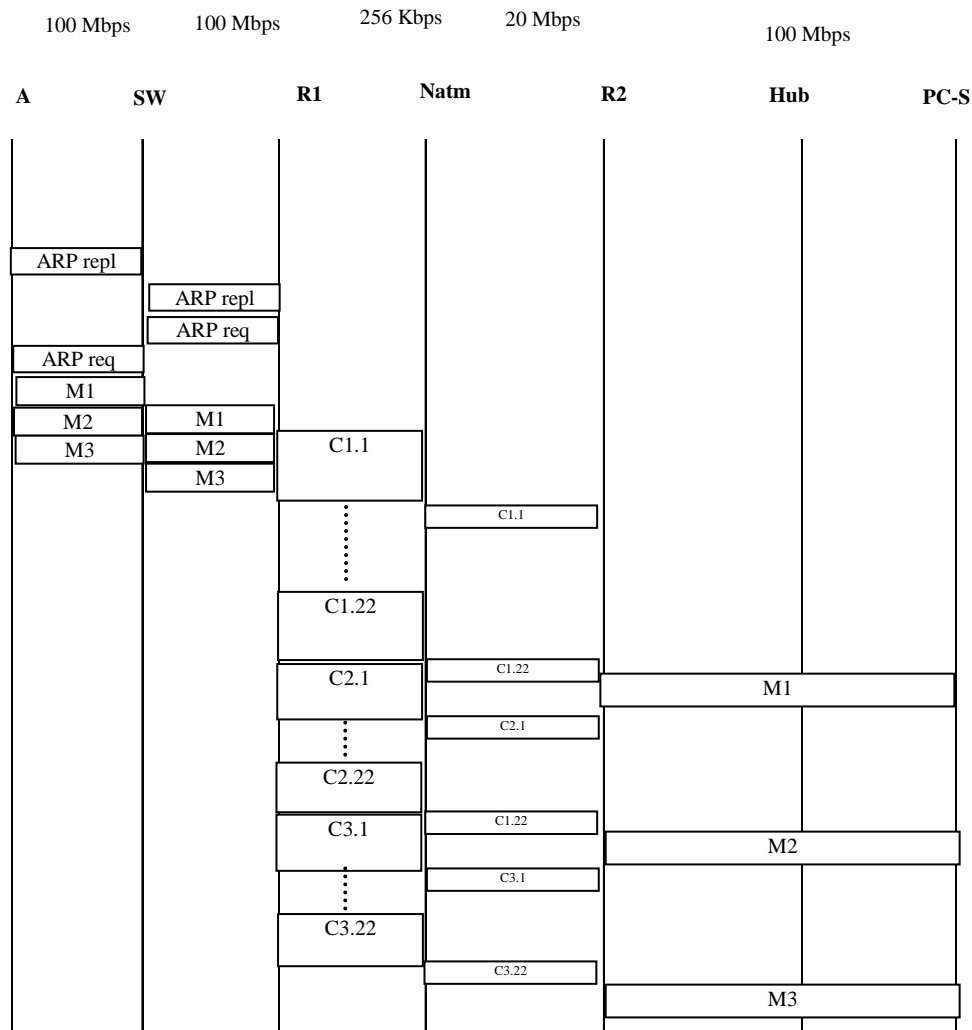 100 Mbps 100 Mbps 256 Kbps 20 Mbps 100 Mbps
A SW R1 Natm R2 Hub PC-S
ARP repl
ARP repl
ARP req
ARP req
M1
M2 M1 C1.1
M3 M2
M3
C1.1
C1.22
C2.1 C1.22 M1
C2.1
C2.22
C3.1 C1.22
M2
C3.1
C3.22
C3.22
M3